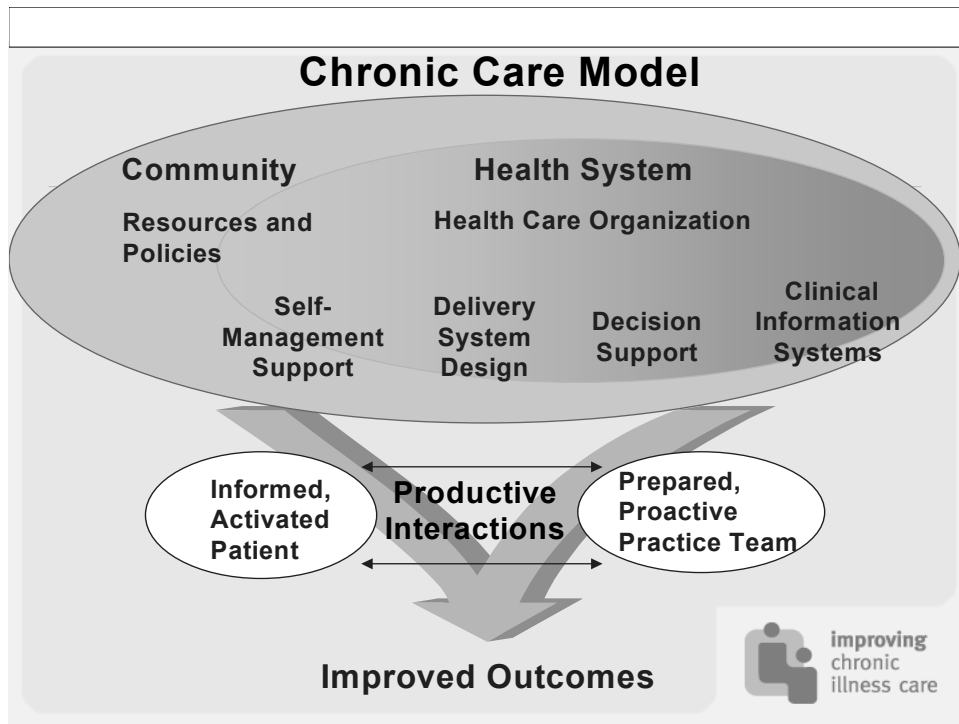 Chronic Care Model
Community
Health System
Resources and
Policies
Health Care Organization
Self-
Management
Support
Delivery
System
Design
Decision
Support
Clinical
Information
Systems
Informed,
Activated
Patient
Productive
Interactions
Prepared,
Proactive
Practice Team
Improved Outcomes
improving
chronic
illness care